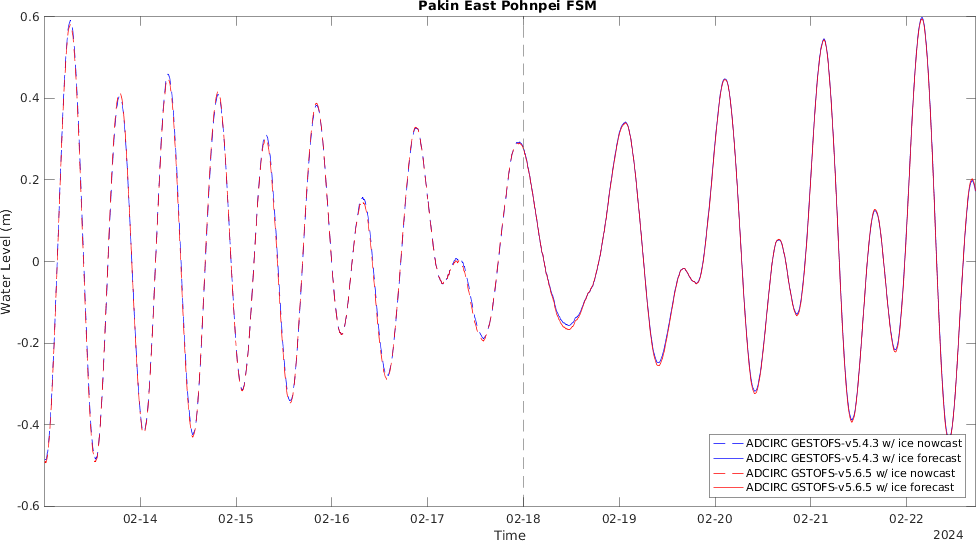 Pakin East Pohnpei FSM
0.6
0.4
0.2
0
-0.2
-0.4
-0.6
Water Level (m)
ADCIRC GESTOFS-v5.4.3 w/ ice nowcast
ADCIRC GESTOFS-v5.4.3 w/ ice forecast
ADCIRC GSTOFS-v5.6.5 w/ ice nowcast
ADCIRC GSTOFS-v5.6.5 w/ ice forecast
02-14 02-15 02-16 02-17 02-18 02-19 02-20 02-21 02-22
Time
2024